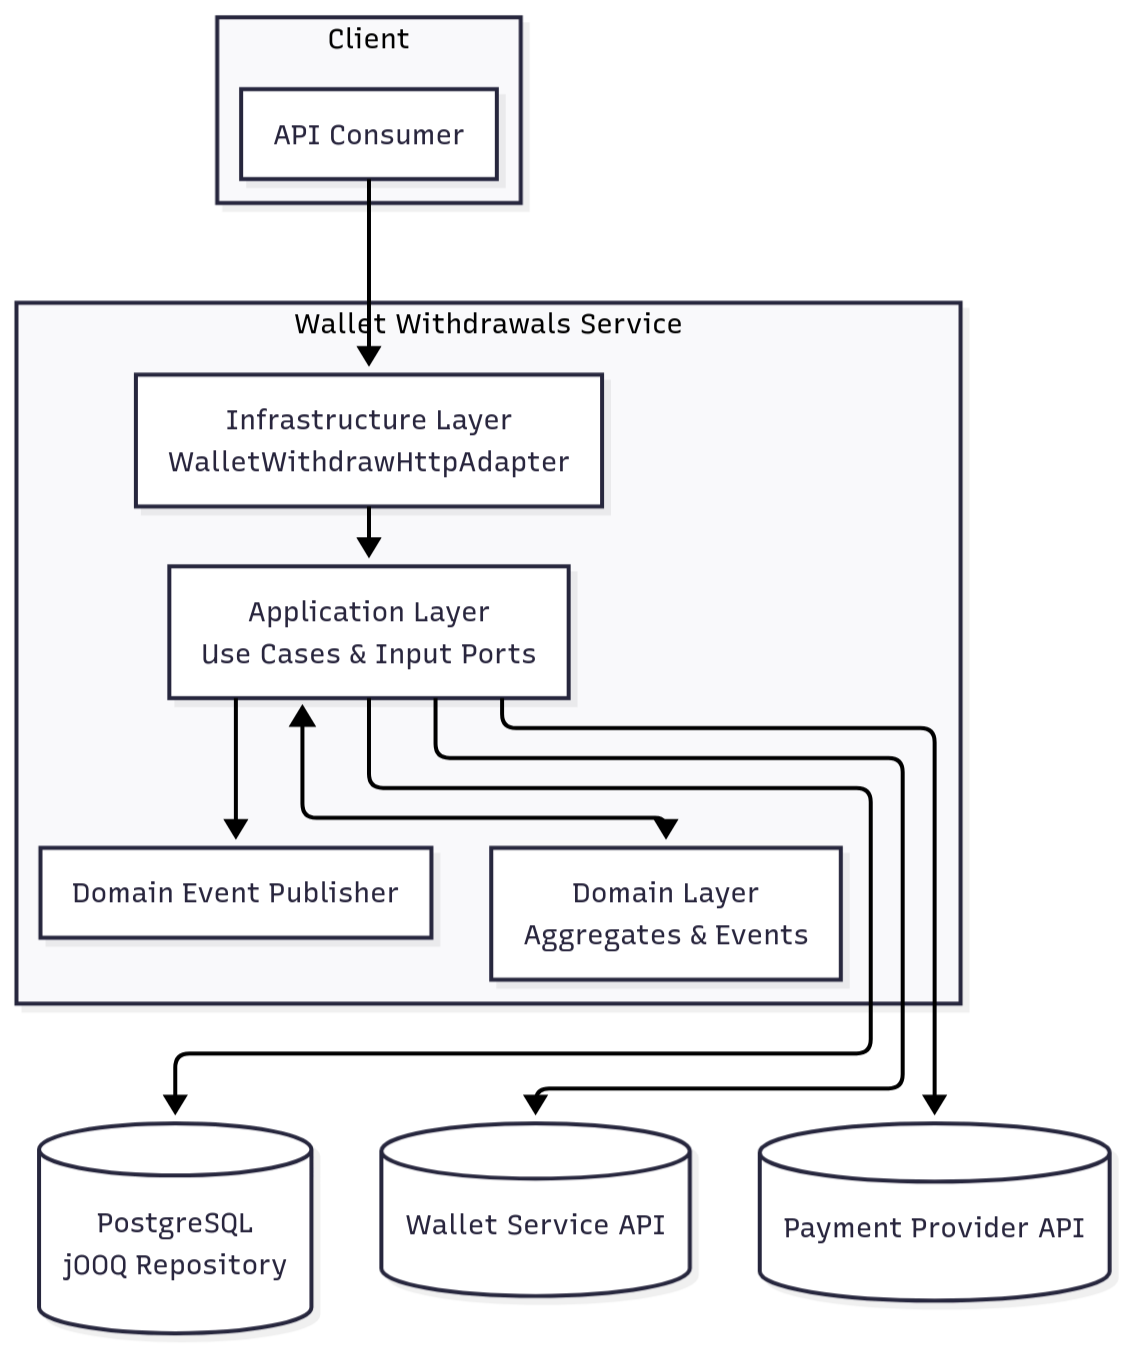 Client
API Consumer
Wallet Withdrawals Service
Infrastructure Layer
WalletWithdrawHttpAdapter
Application Layer
Use Cases & Input Ports
Domain Event Publisher
Domain Layer
Aggregates & Events
PostgreSQL
jOOQ Repository
Wallet Service API
Payment Provider API